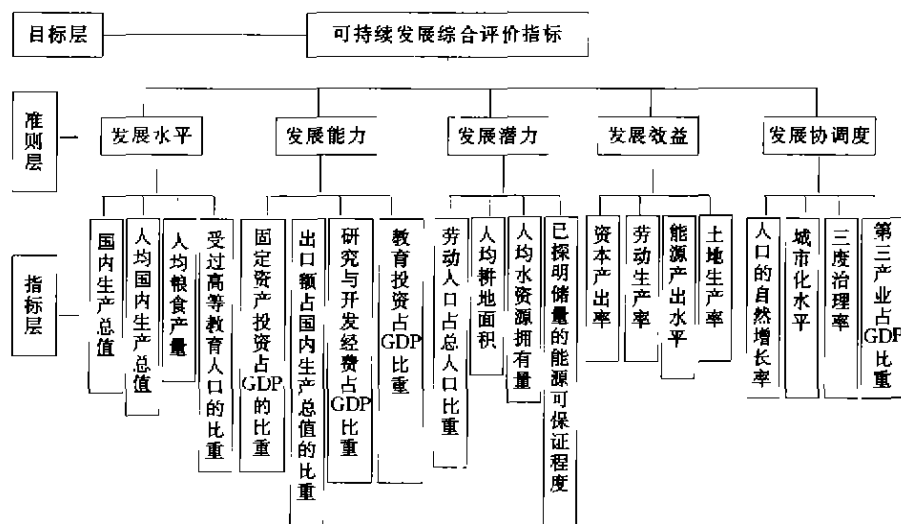 目标层
可持续发展综合评价指标
准则层
发展水平
发展能力
发展潜力
发展效益
发展协调度
指标层
国内生产总值
人均国内生产总值
人均粮食产量
受过高等教育人口的比重
固定资产投资占GDP的比重
出口额占国内生产总值的比重
研究与开发经费占GDP比重
教育投资占GDP比重
劳动人口占总人口比重
人均耕地面积
人均水资源拥有量
已探明储量的能源可保证程度
资本产出率
劳动生产率
能源产出水平
土地生产率
人口的自然增长率
城市化水平
三度治理率
第三产业占GDP比重